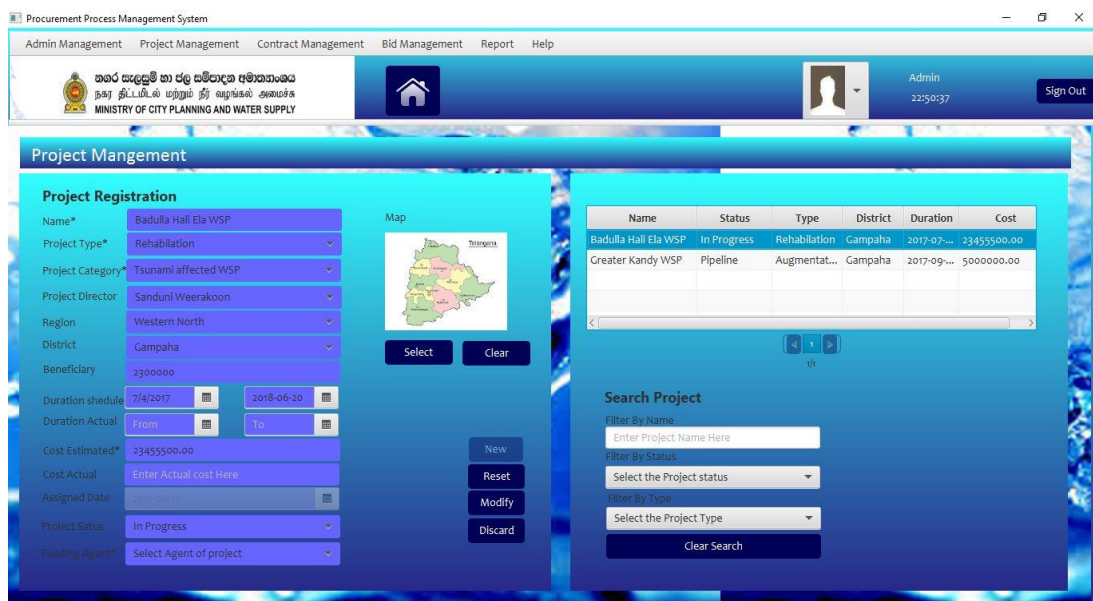 Procurement Process Management System
Admin Management Project Management Contract Management Bid Management Report Help
නගර සැලසුම් හා ජල සම්පාදන අමාත්‍යාංශය
நகர திட்டமிடல் மற்றும் நீர் வழங்கல் அமைச்சு
MINISTRY OF CITY PLANNING AND WATER SUPPLY
Admin
22:50:37
Sign Out
Project Mangement
Project Registration
Name* Badulla Hali Ela WSP
Project Type* Rehabilation
Project Category* Tsunami affected WSP
Project Director Sanduni Weerakoon
Region Western North
District Gampaha
Beneficiary 2300000
Duration shedule 7/4/2017 2018-06-20
Duration Actual From To
Cost Estimated* 23455500.00
Cost Actual Enter Actual cost Here
Assigned Date
Project Satus In Progress
Funding Agent* Select Agent of project
Map
Telangana
Select Clear
New
Reset
Modify
Discard
Name Status Type District Duration Cost
Badulla Hali Ela WSP In Progress Rehabilation Gampaha 2017-07-... 23455500.00
Greater Kandy WSP Pipeline Augmentat... Gampaha 2017-09-... 5000000.00
1
1/1
Search Project
Filter By Name
Enter Project Name Here
Filter By Status
Select the Project status
Filter By Type
Select the Project Type
Clear Search